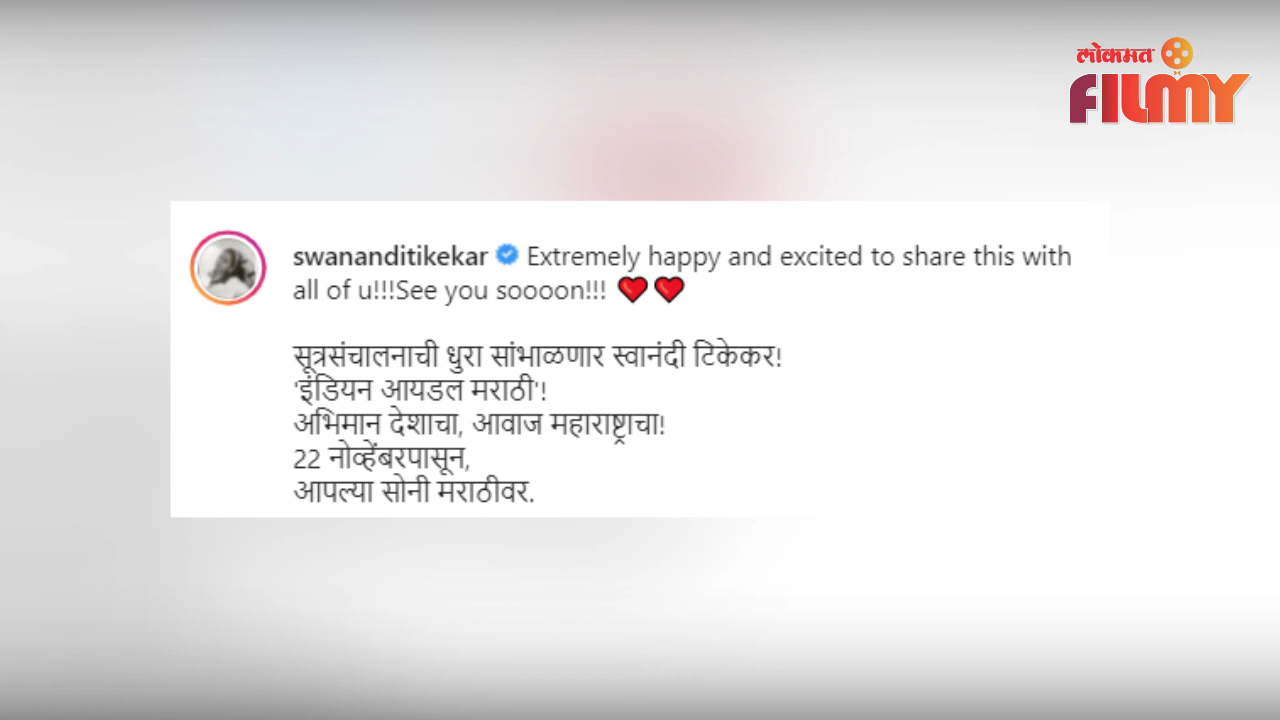 लोकमत
FILMY
swananditikekar Extremely happy and excited to share this with
all of u!!!See you soooon!!! ❤️❤️
सूत्रसंचालनाची धुरा सांभाळणार स्वानंदी टिकेकर!
'इंडियन आयडल मराठी'!
अभिमान देशाचा, आवाज महाराष्ट्राचा!
22 नोव्हेंबरपासून,
आपल्या सोनी मराठीवर.